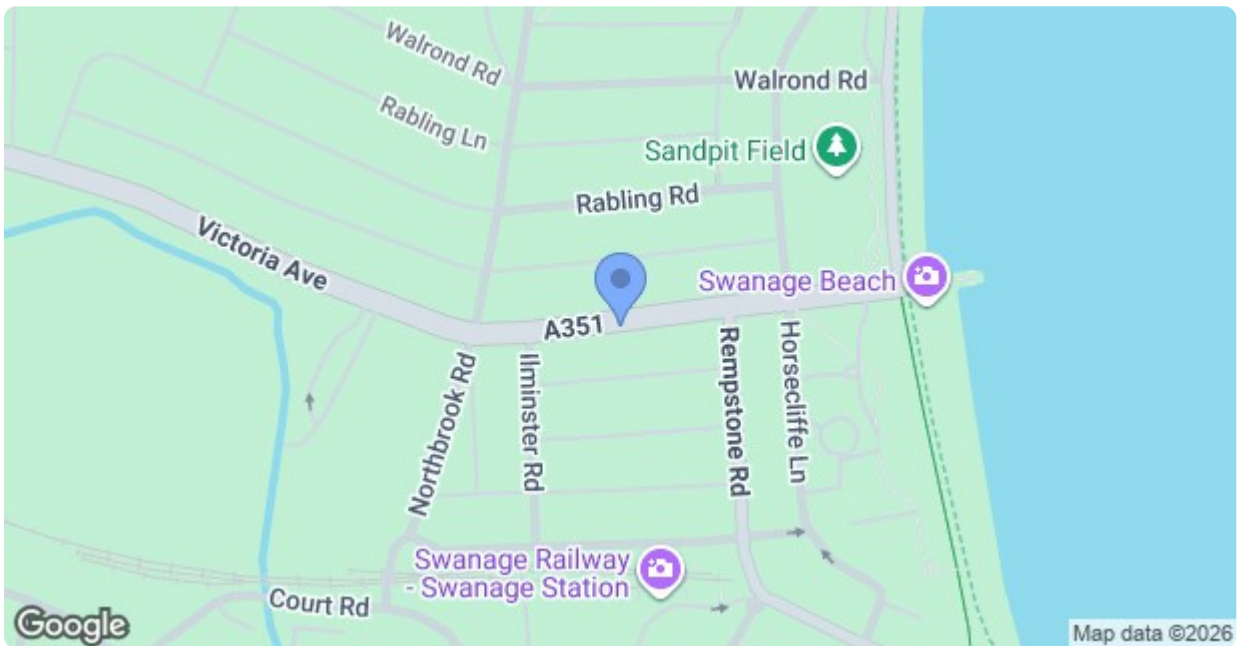 Walrond Rd
Walrond Rd
Rabling Ln
Sandpit Field
Rabling Rd
Victoria Ave
Swanage Beach
A351
Northbrook Rd
Ilminster Rd
Rempstone Rd
Horsecliffe Ln
Swanage Railway
- Swanage Station
Court Rd
Google
Map data ©2026